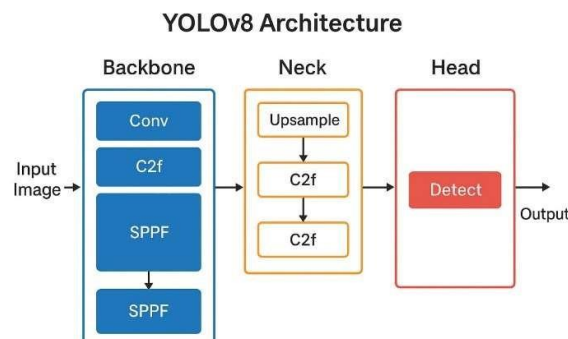 YOLOv8 Architecture
Backbone
Neck
Head
Input
Image
Conv
C2f
SPPF
SPPF
Upsample
C2f
C2f
Detect
Output